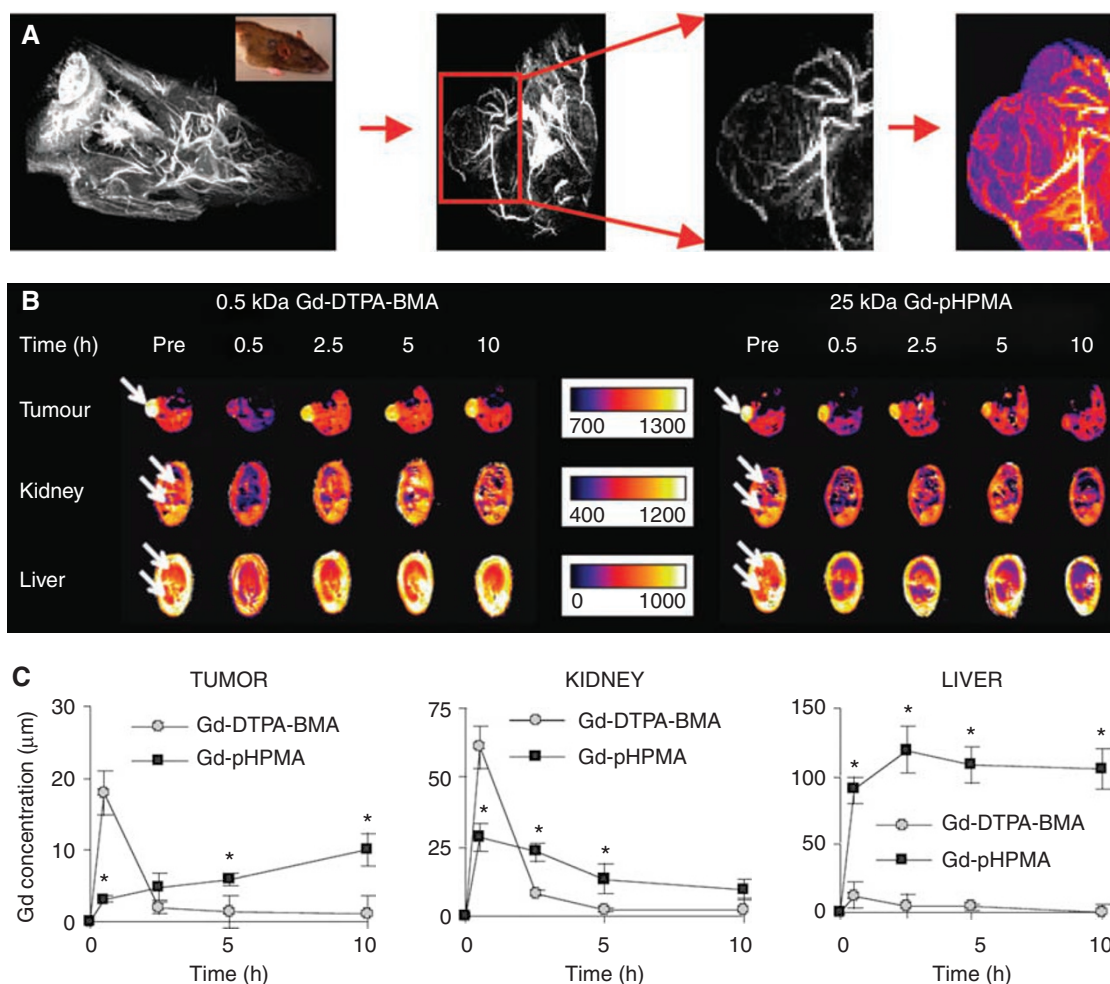 A
B
0.5 kDa Gd-DTPA-BMA 25 kDa Gd-pHPMA
Time (h) Pre 0.5 2.5 5 10 Pre 0.5 2.5 5 10
Tumour 700 1300
Kidney 400 1200
Liver 0 1000
C
TUMOR
Gd concentration (μm)
30
20
10
0
Gd-DTPA-BMA
Gd-pHPMA
*
*
*
0 5 10
Time (h)
KIDNEY
75
50
25
0
Gd-DTPA-BMA
Gd-pHPMA
*
*
*
0 5 10
Time (h)
LIVER
150
100
50
0
*
*
*
*
Gd-DTPA-BMA
Gd-pHPMA
0 5 10
Time (h)